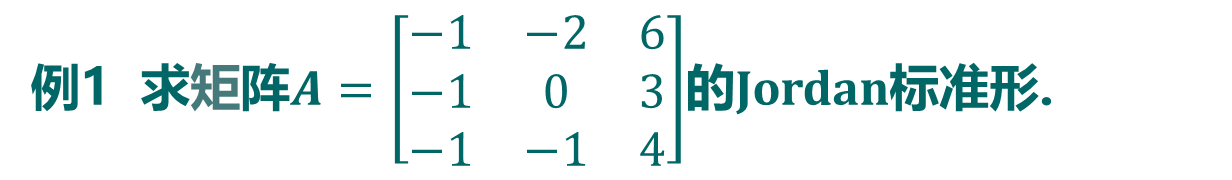 例1 求矩阵A = [−1 −2 6; −1 0 3; −1 −1 4]的Jordan标准形.